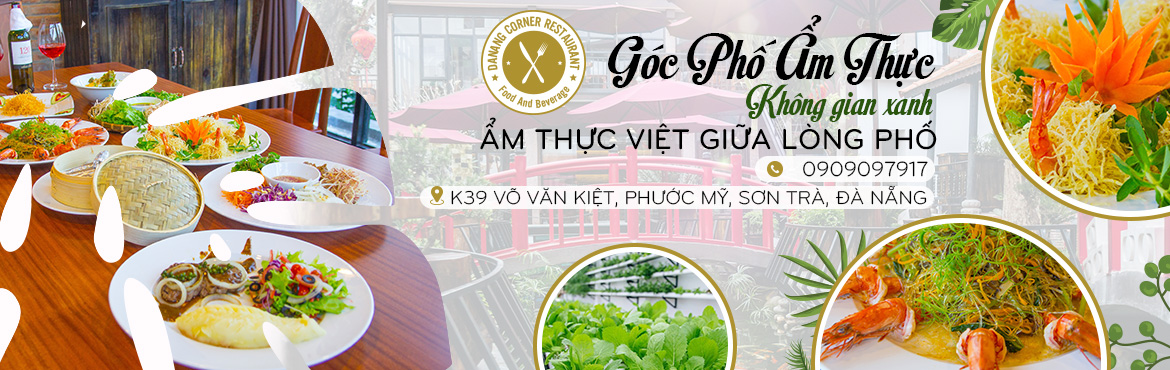 DANANG CORNER RESTAURANT
Food And Beverage
Góc Phố Ẩm Thực
Không gian xanh
ẨM THỰC VIỆT GIỮA LÒNG PHỐ
0909097917
K39 VÕ VĂN KIỆT, PHƯỚC MỸ, SƠN TRÀ, ĐÀ NẴNG